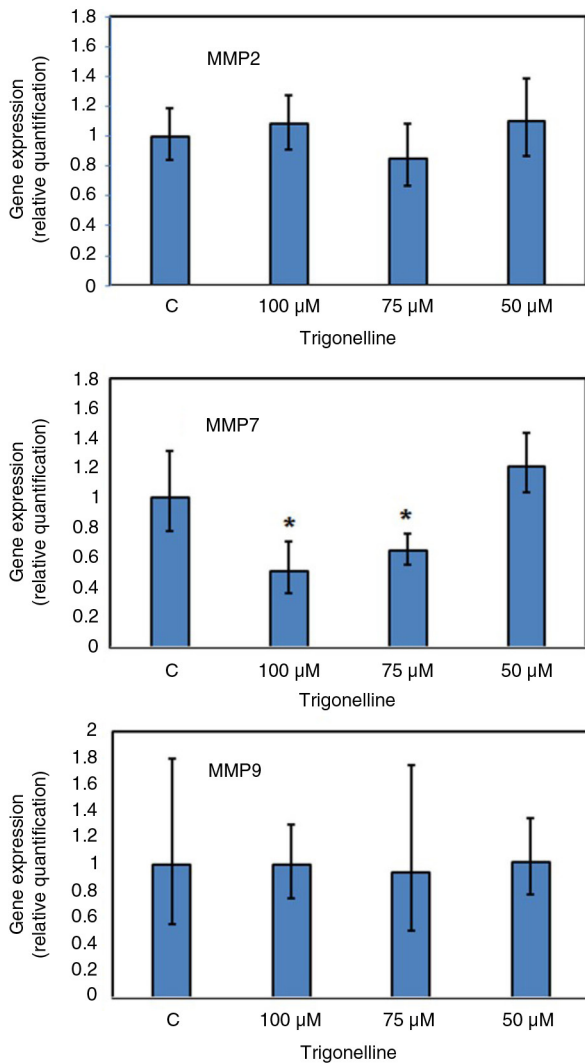 1.8
1.6
1.4
1.2
1
0.8
0.6
0.4
0.2
0
Gene expression
(relative quantification)
MMP2
C 100 µM 75 µM 50 µM
Trigonelline
1.8
1.6
1.4
1.2
1
0.8
0.6
0.4
0.2
0
Gene expression
(relative quantification)
MMP7
* *
C 100 µM 75 µM 50 µM
Trigonelline
2
1.8
1.6
1.4
1.2
1
0.8
0.6
0.4
0.2
0
Gene expression
(relative quantification)
MMP9
C 100 µM 75 µM 50 µM
Trigonelline